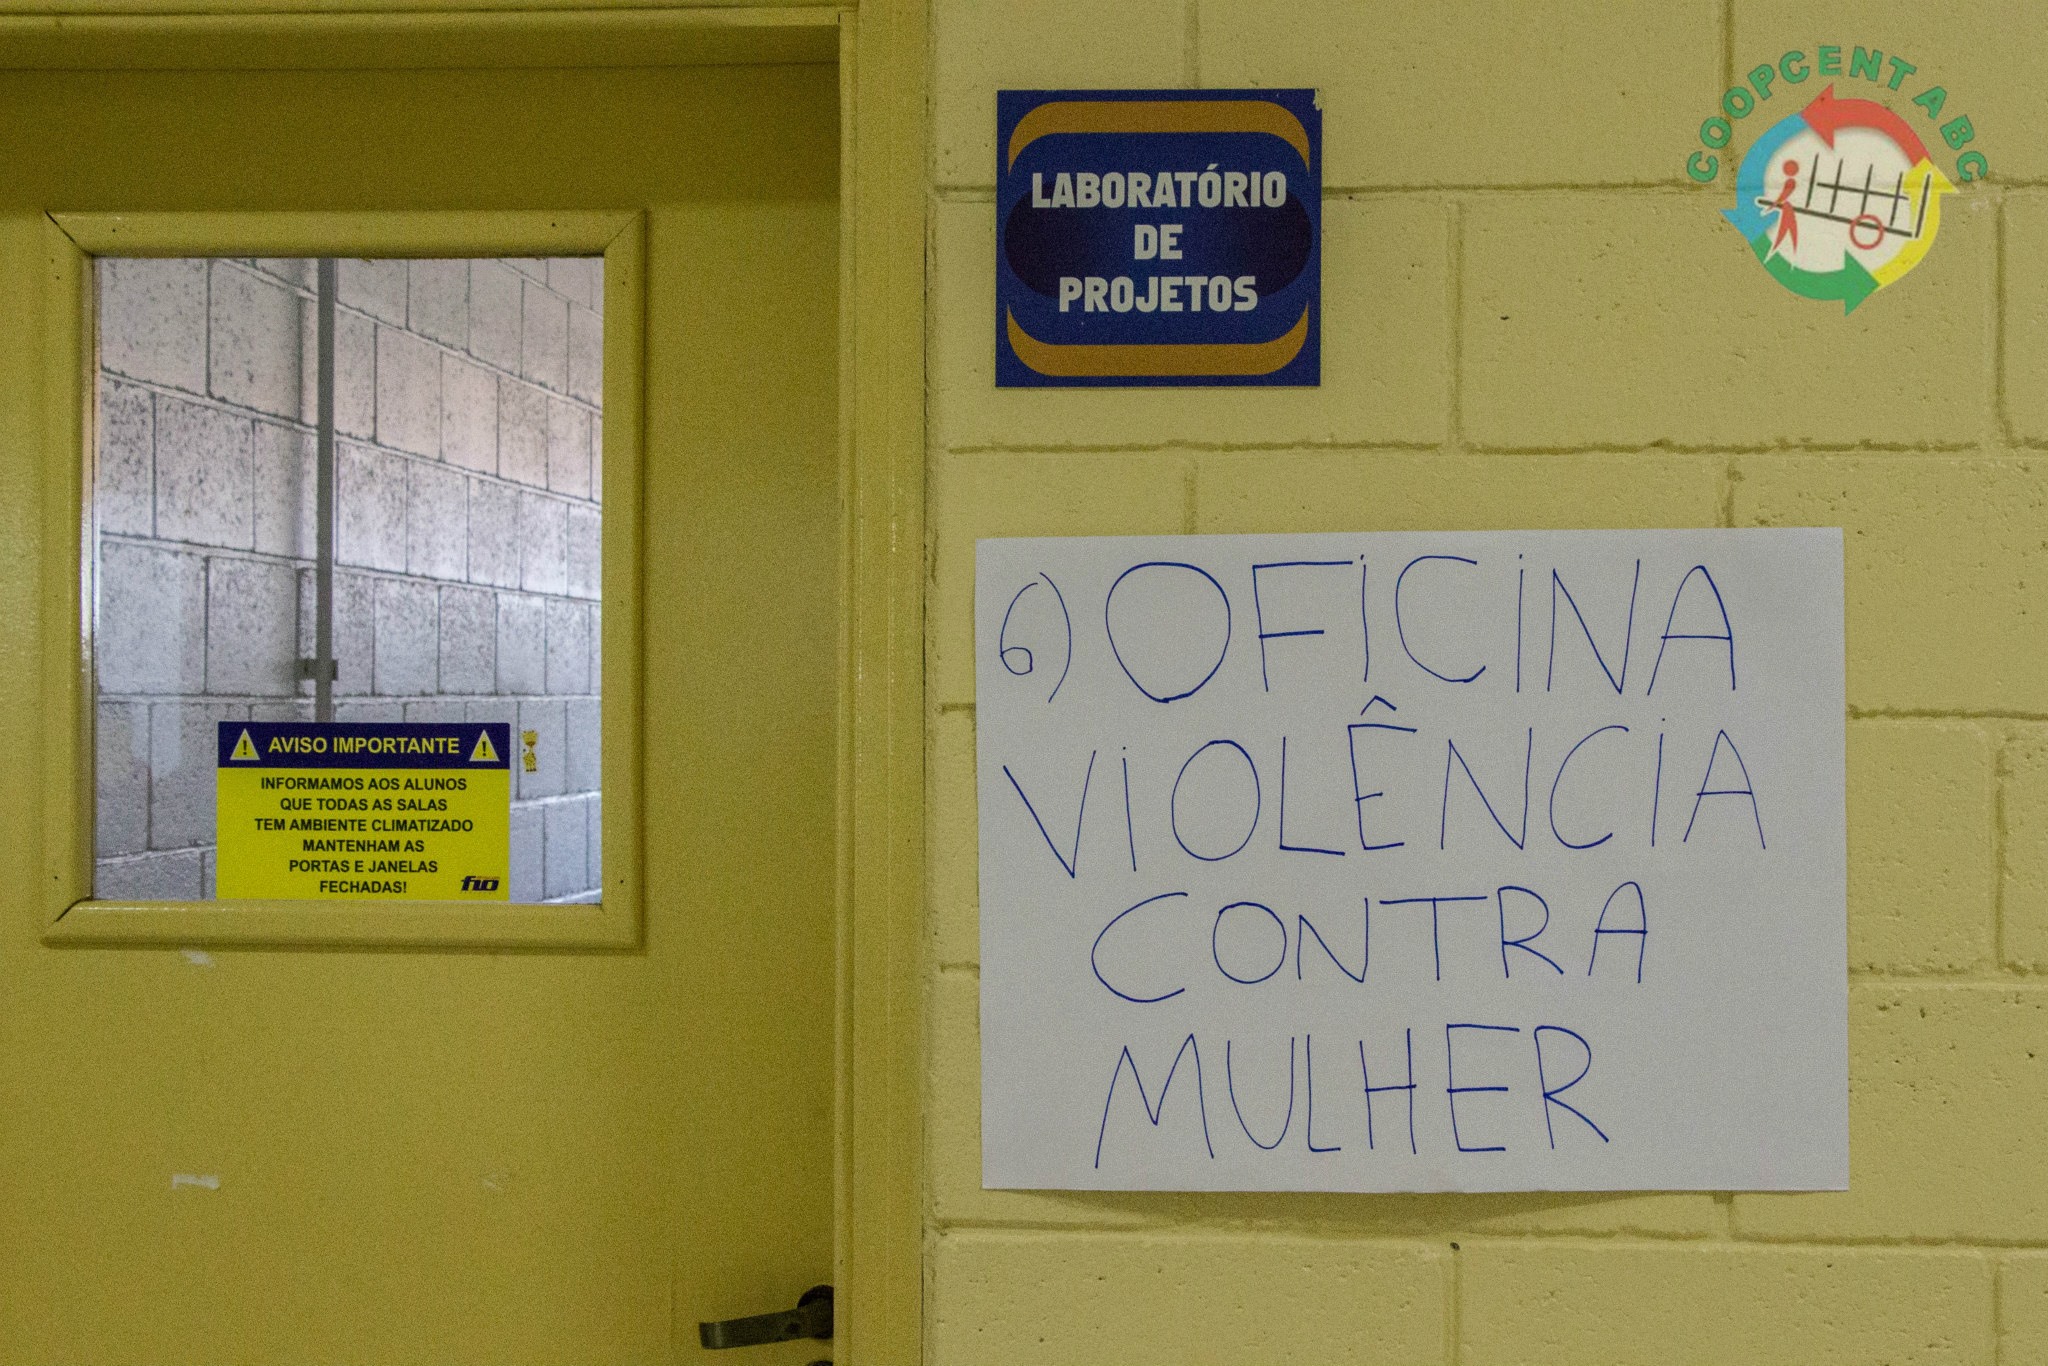 COOPCENT ABC
LABORATÓRIO
DE
PROJETOS
6) OFICINA
VIOLÊNCIA
CONTRA
MULHER
AVISO IMPORTANTE
INFORMAMOS AOS ALUNOS
QUE TODAS AS SALAS
TEM AMBIENTE CLIMATIZADO
MANTENHAM AS
PORTAS E JANELAS
FECHADAS!